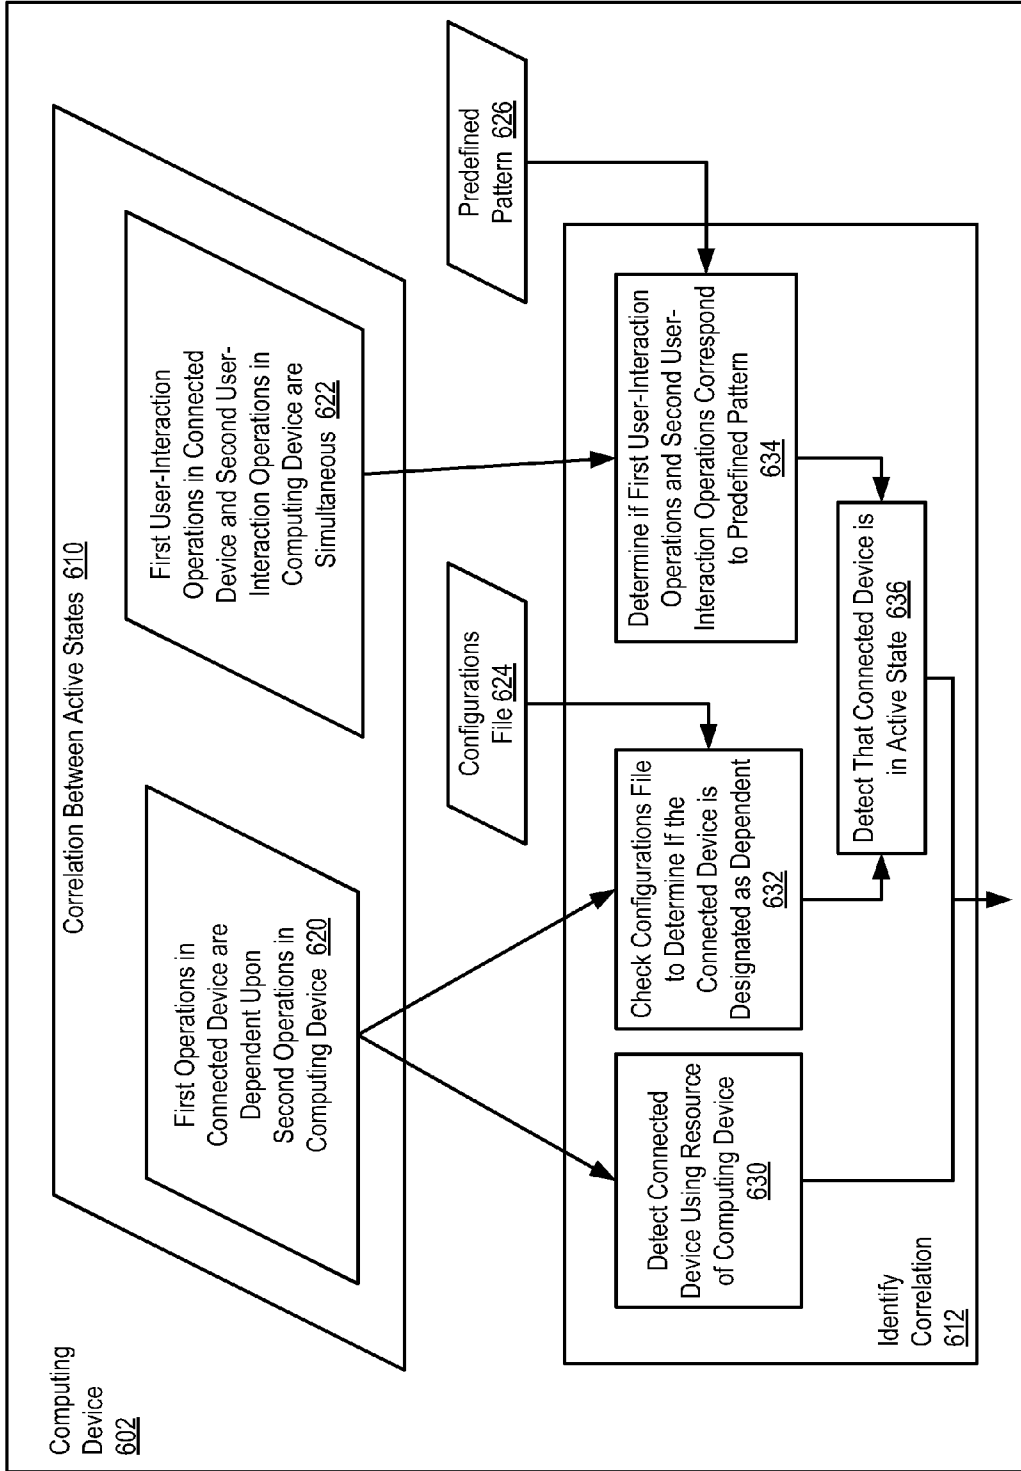 Computing
Device
602
Correlation Between Active States 610
First Operations in
Connected Device are
Dependent Upon
Second Operations in
Computing Device 620
First User-Interaction
Operations in Connected
Device and Second User-
Interaction Operations in
Computing Device are
Simultaneous 622
Configurations
File 624
Predefined
Pattern 626
Detect Connected
Device Using Resource
of Computing Device
630
Check Configurations File
to Determine If the
Connected Device is
Designated as Dependent
632
Determine if First User-Interaction
Operations and Second User-
Interaction Operations Correspond
to Predefined Pattern
634
Detect That Connected Device is
in Active State 636
Identify
Correlation
612